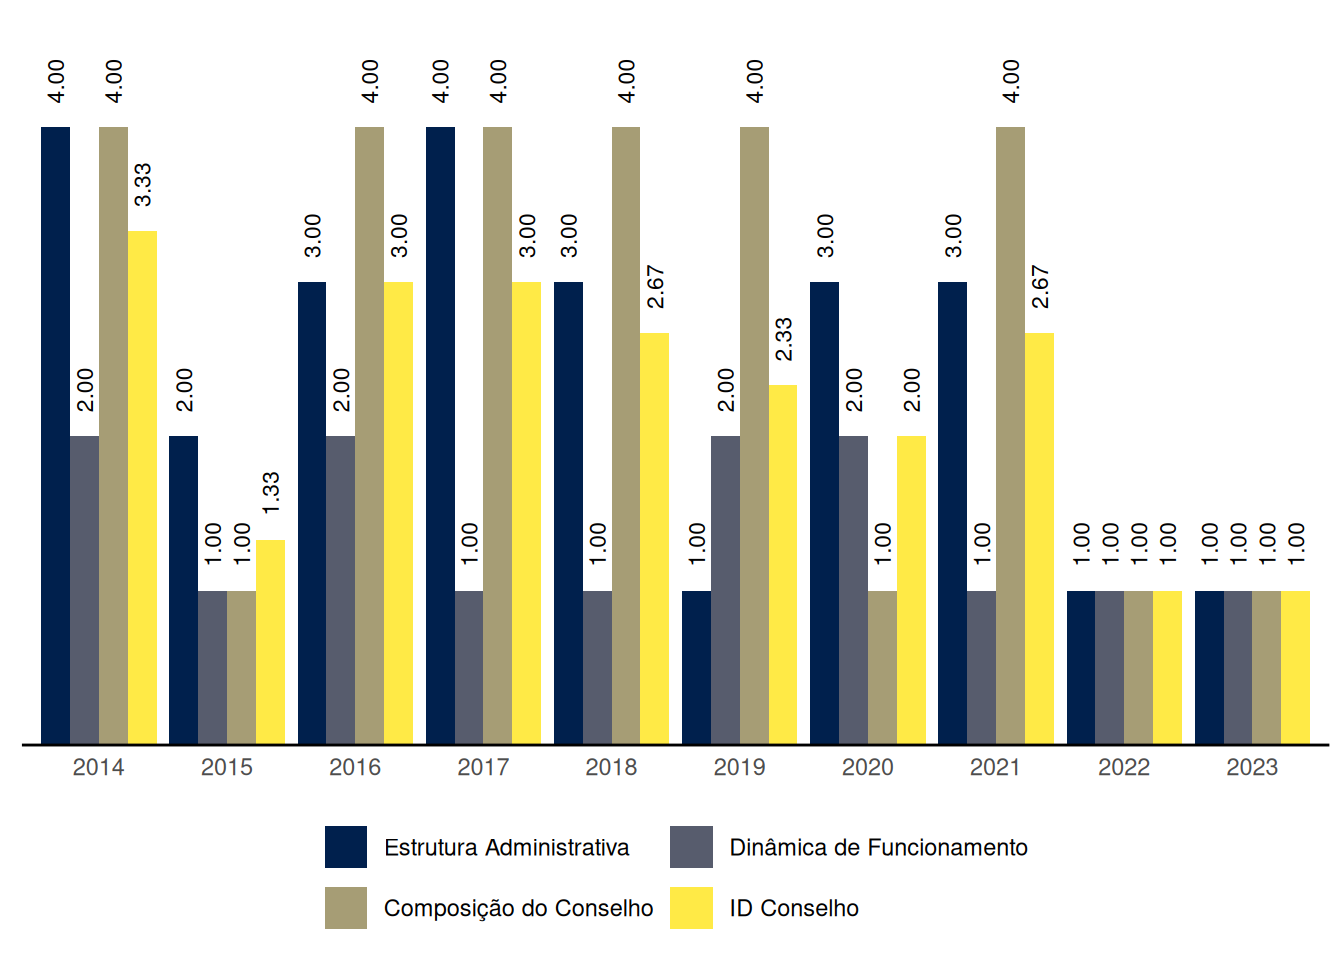 4.00 2.00 4.00 3.33 2.00 1.00 1.00 1.33 3.00 2.00 4.00 3.00 4.00 1.00 4.00 3.00 3.00 1.00 4.00 2.67 1.00 2.00 4.00 2.33 3.00 2.00 1.00 2.00 3.00 1.00 4.00 2.67 1.00 1.00 1.00 1.00 1.00 1.00 1.00 1.00
2014 2015 2016 2017 2018 2019 2020 2021 2022 2023
Estrutura Administrativa Dinâmica de Funcionamento
Composição do Conselho ID Conselho